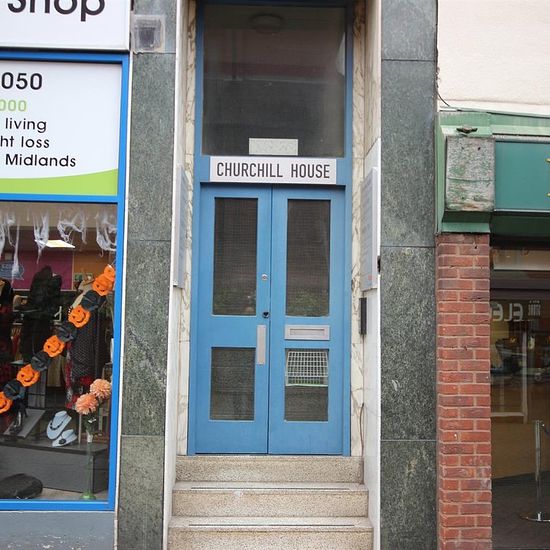 Shop
050
000
living
ht loss
Midlands
CHURCHILL HOUSE